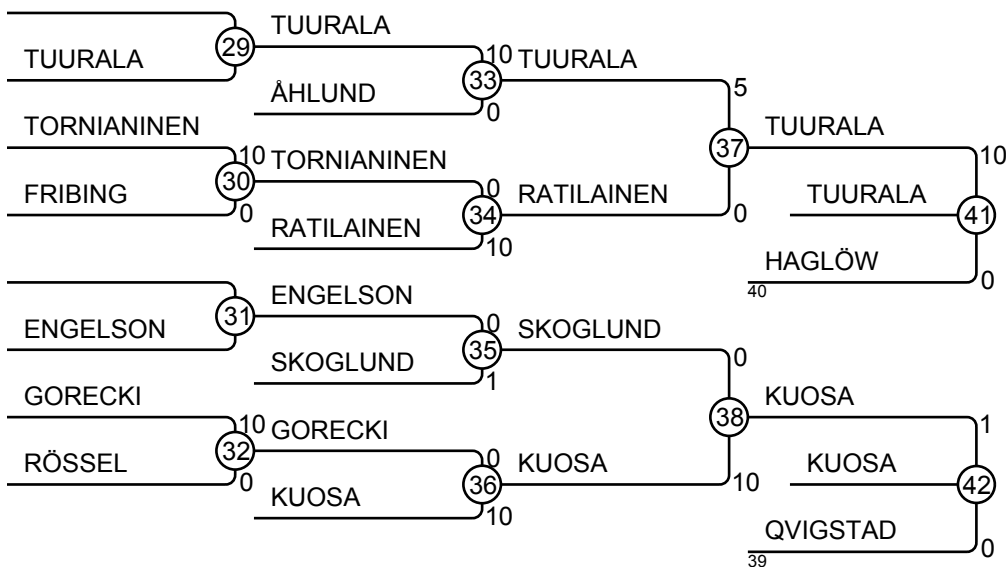 TUURALA
29
TUURALA
10
ÅHLUND
33
0
TUURALA
5
TORNIANINEN
10
FRIBING
30
0
TORNIANINEN
0
RATILAINEN
34
10
RATILAINEN
37
0
TUURALA
10
TUURALA
41
HAGLÖW
40
0
ENGELSON
31
ENGELSON
0
SKOGLUND
35
1
SKOGLUND
0
GORECKI
10
RÖSSEL
32
0
GORECKI
0
KUOSA
36
10
KUOSA
38
10
KUOSA
1
KUOSA
42
QVIGSTAD
39
0